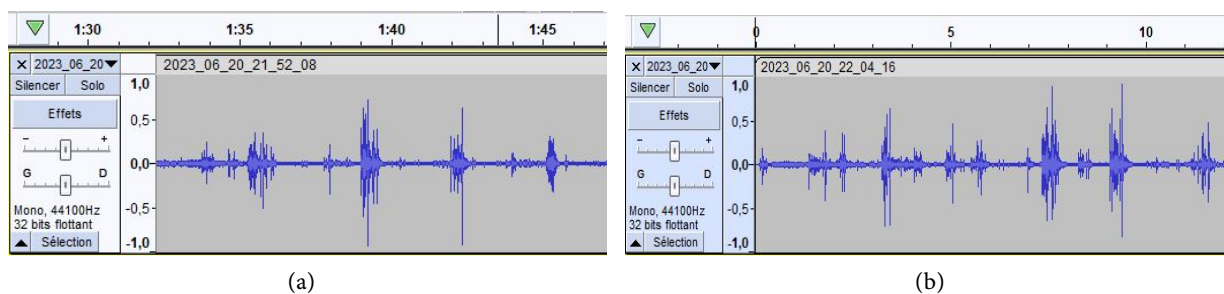 1:30 1:35 1:40 1:45
× 2023_06_20▼ 2023_06_20_21_52_08
Silencer Solo
Effets
- +
G D
Mono, 44100Hz
32 bits flottant
▲ Sélection
1,0
0,5-
0,0-
-0,5-
-1,0
(a)
0 5 10
× 2023_06_20▼ 2023_06_20_22_04_16
Silencer Solo
Effets
- +
G D
Mono, 44100Hz
32 bits flottant
▲ Sélection
1,0
0,5-
0,0-
-0,5-
-1,0
(b)